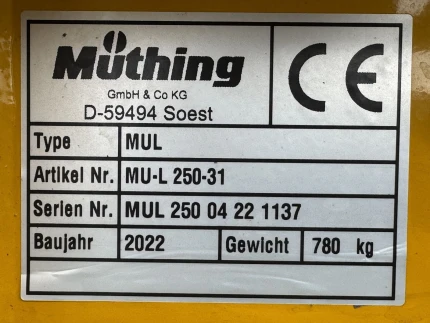 Müthing
GmbH & Co KG
D-59494 Soest
CE
Type MUL
Artikel Nr. MU-L 250-31
Serien Nr. MUL 250 04 22 1137
Baujahr 2022 Gewicht 780 kg